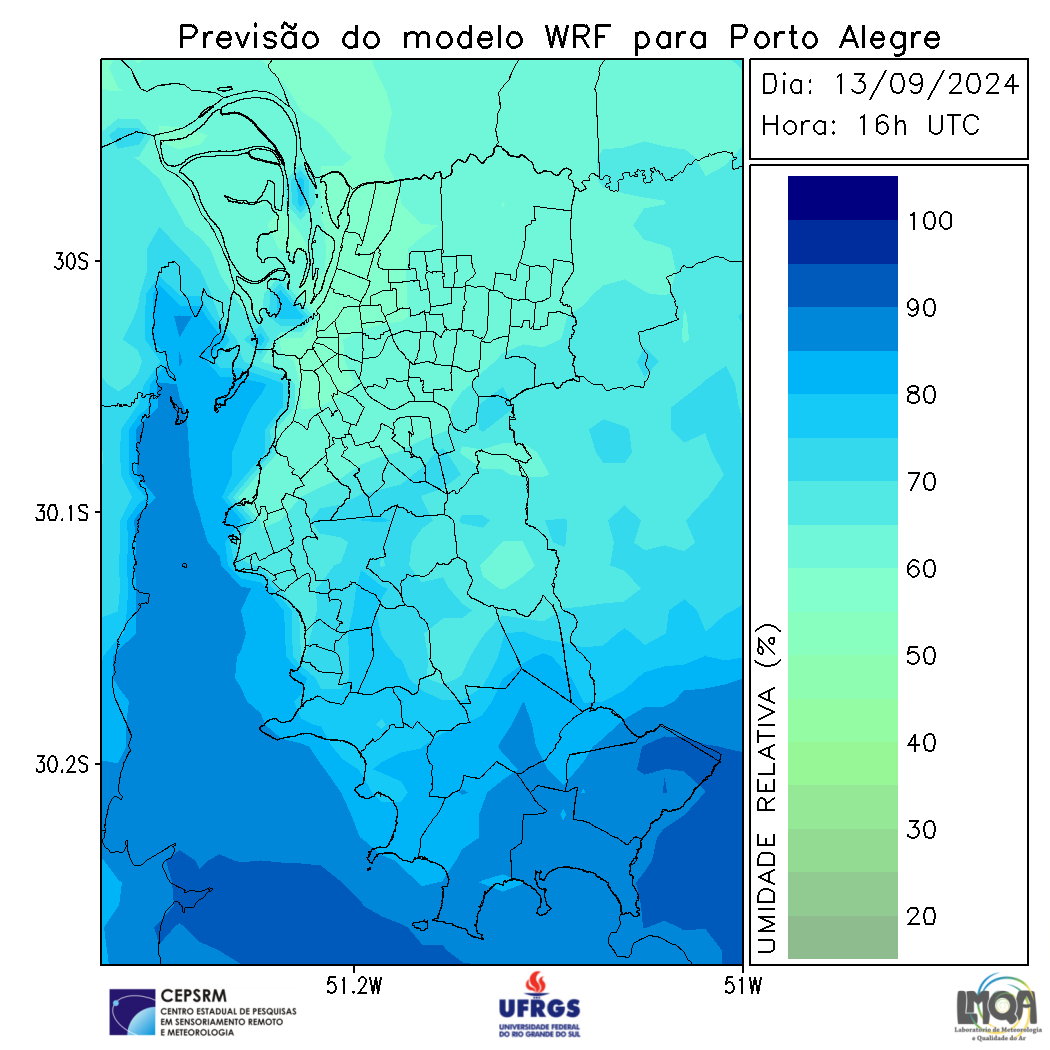 Previsão do modelo WRF para Porto Alegre
Dia: 13/09/2024
Hora: 16h UTC
30S
30.1S
30.2S
51.2W
51W
100
90
80
70
60
50
40
30
20
UMIDADE RELATIVA (%)
CEPSRM
CENTRO ESTADUAL DE PESQUISAS
EM SENSORIAMENTO REMOTO
E METEOROLOGIA
UFRGS
UNIVERSIDADE FEDERAL
DO RIO GRANDE DO SUL
LMQA
Laboratório de Meteorologia
e Qualidade do Ar